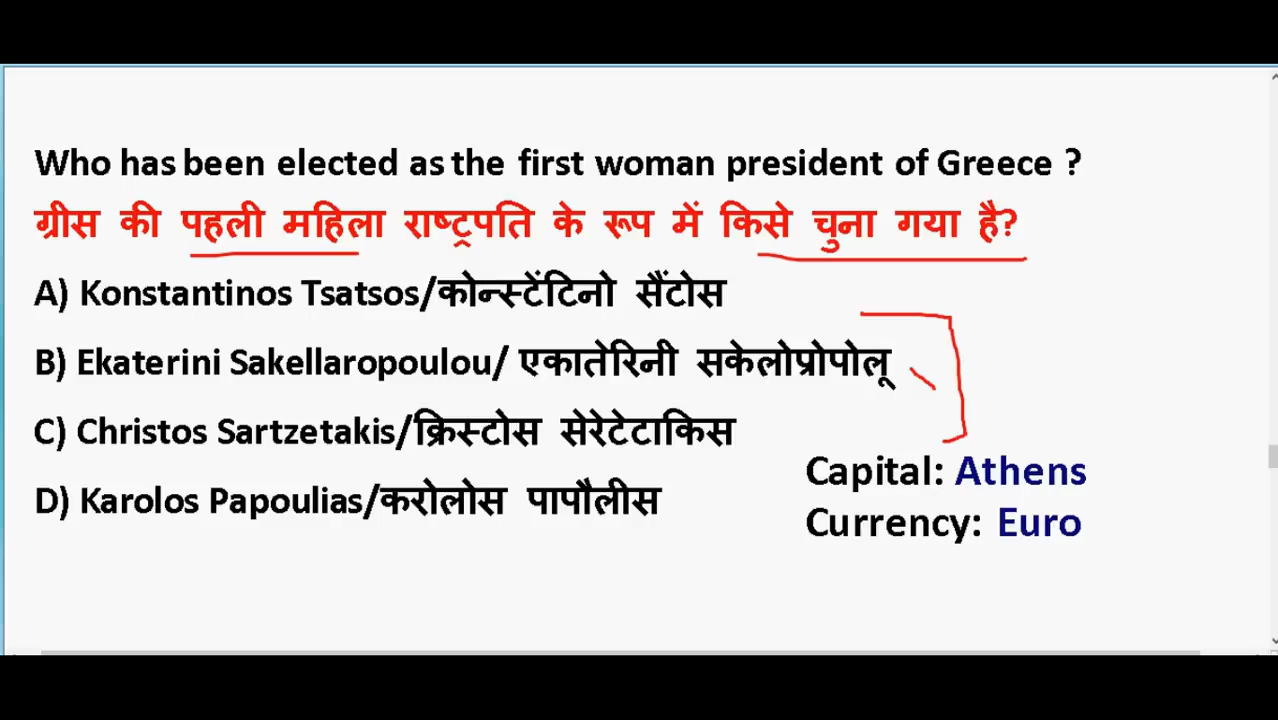 Who has been elected as the first woman president of Greece ?
ग्रीस की पहली महिला राष्ट्रपति के रूप में किसे चुना गया है?
A) Konstantinos Tsatsos/कोन्स्टेंटिनो सैंटोस
B) Ekaterini Sakellaropoulou/ एकातेरिनी सकेलोप्रोपोलू
C) Christos Sartzetakis/क्रिस्टोस सेरेटेटाकिस
D) Karolos Papoulias/करोलोस पापौलीस
Capital: Athens
Currency: Euro